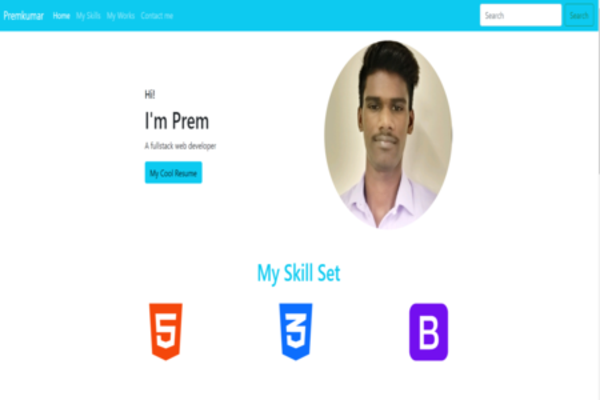 Premkumar Home My Skills My Works Contact me Search Search
Hi!
I'm Prem
A fullstack web developer
My Cool Resume
My Skill Set
5 3 B